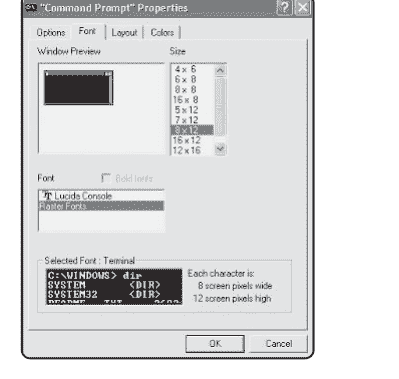 "Command Prompt" Properties
Options Font Layout Colors
Window Preview
Size
4 x 6
6 x 8
8 x 8
16 x 8
5 x 12
7 x 12
8 x 12
16 x 12
12 x 16
Font
Bold fonts
Lucida Console
Raster Fonts
Selected Font : Terminal
C:\WINDOWS> dir
SYSTEM <DIR>
SYSTEM32 <DIR>
README TXT
Each character is:
8 screen pixels wide
12 screen pixels high
OK Cancel